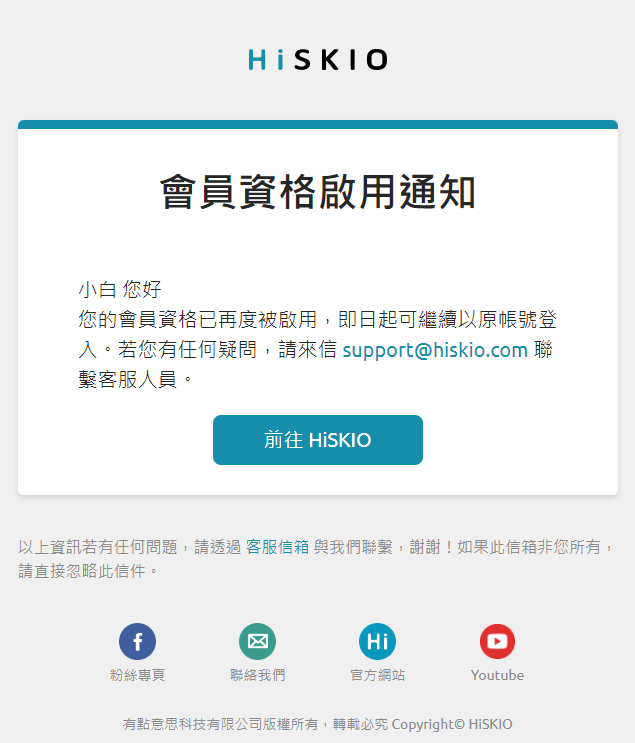 HiSKIO
會員資格啟用通知
小白 您好
您的會員資格已再度被啟用，即日起可繼續以原帳號登
入。若您有任何疑問，請來信 support@hiskio.com 聯
繫客服人員。
前往 HiSKIO
以上資訊若有任何問題，請透過 客服信箱 與我們聯繫，謝謝！如果此信箱非您所有，
請直接忽略此信件。
f Hi
粉絲專頁 聯絡我們 官方網站 Youtube
有點意思科技有限公司版權所有，轉載必究 Copyright© HiSKIO